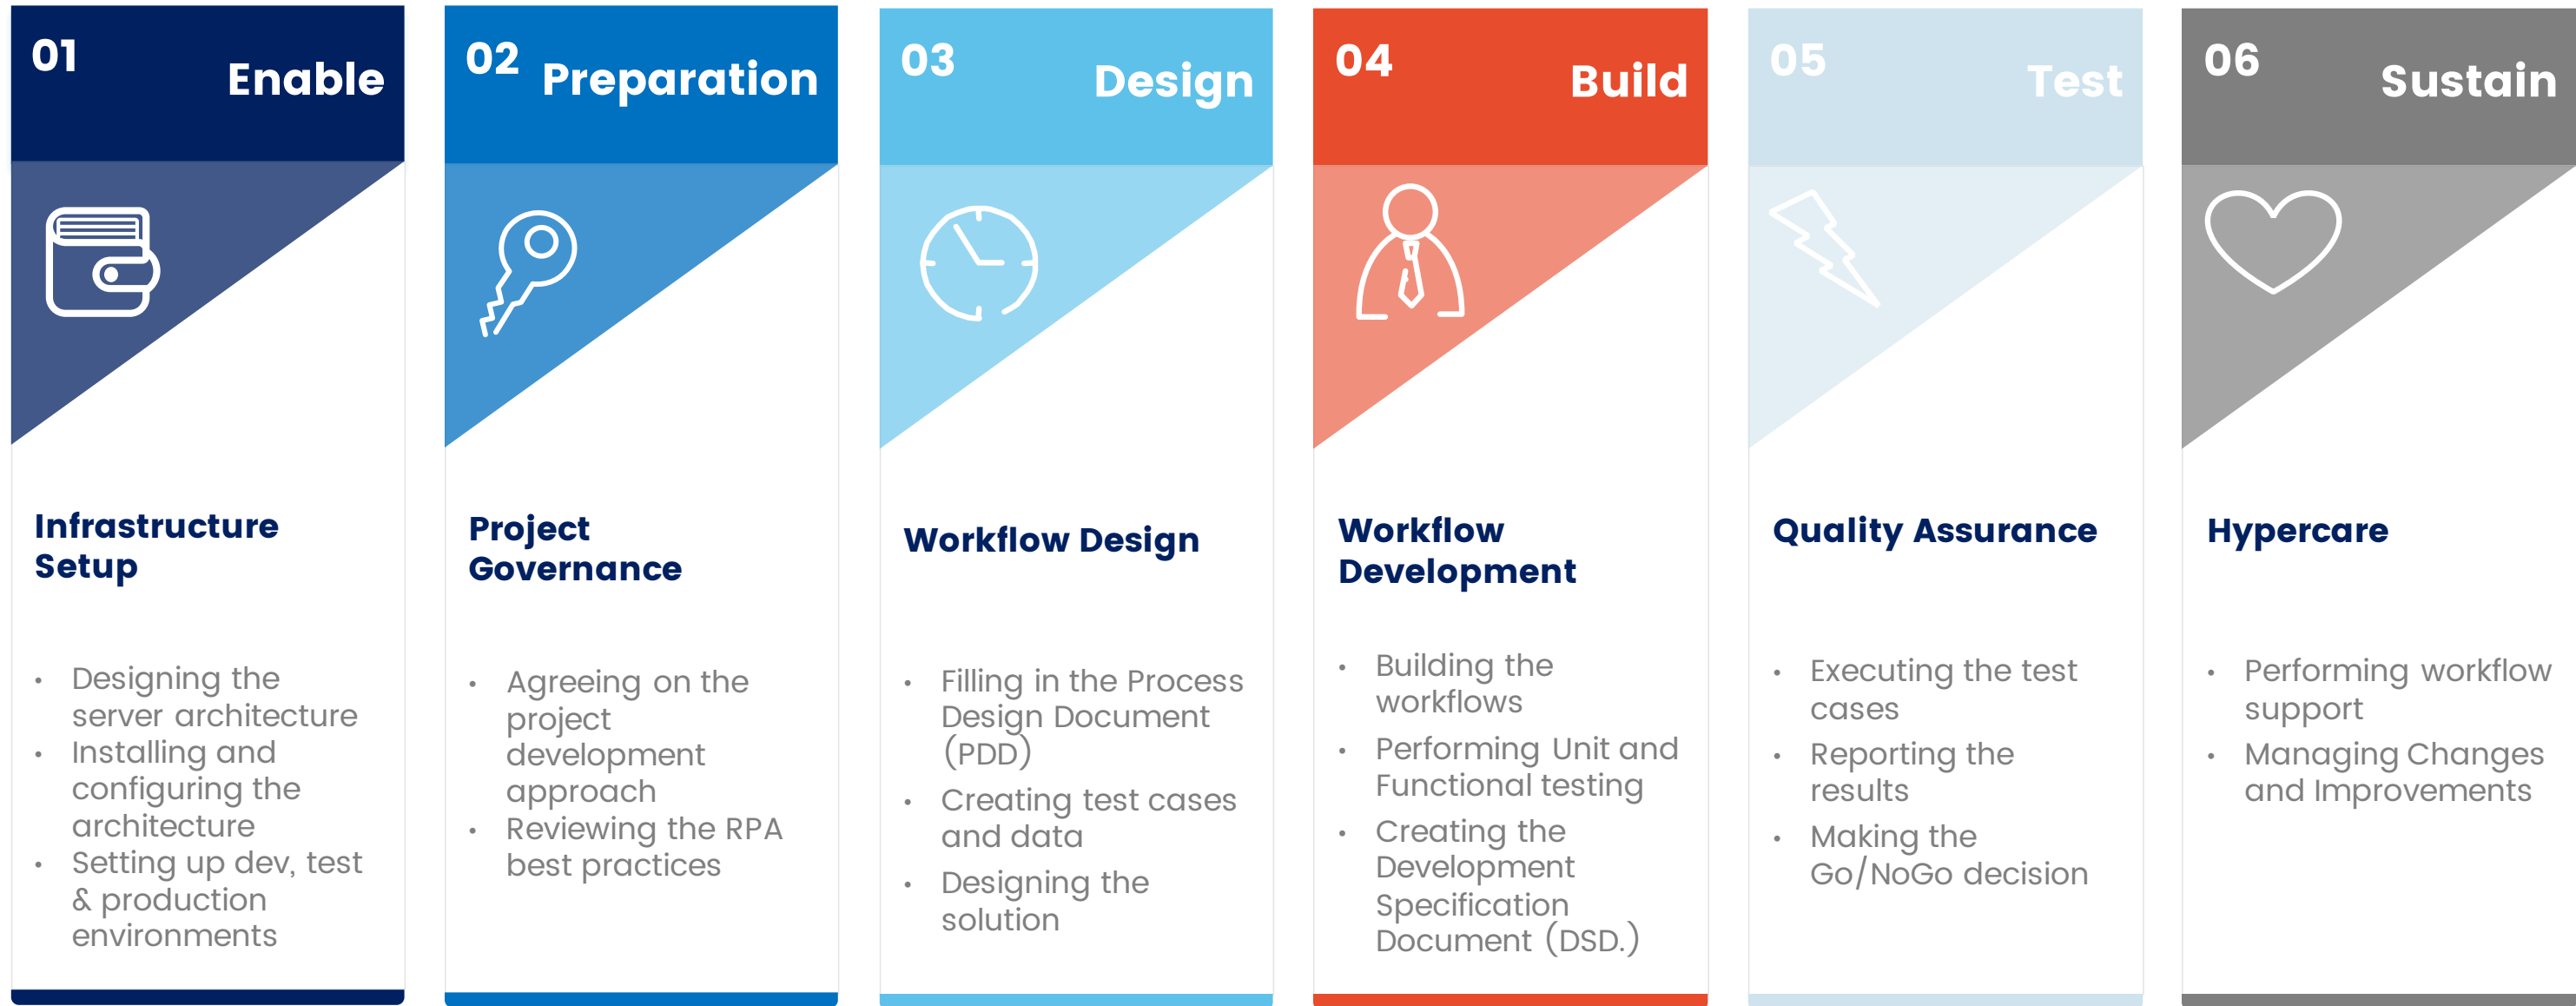 01
Enable
Infrastructure
Setup
• Designing the
server architecture
• Installing and
configuring the
architecture
• Setting up dev, test
& production
environments
02
Preparation
Project
Governance
• Agreeing on the
project
development
approach
• Reviewing the RPA
best practices
03
Design
Workflow Design
• Filling in the Process
Design Document
(PDD)
• Creating test cases
and data
• Designing the
solution
04
Build
Workflow
Development
• Building the
workflows
• Performing Unit and
Functional testing
• Creating the
Development
Specification
Document (DSD.)
05
Test
Quality Assurance
• Executing the test
cases
• Reporting the
results
• Making the
Go/NoGo decision
06
Sustain
Hypercare
• Performing workflow
support
• Managing Changes
and Improvements